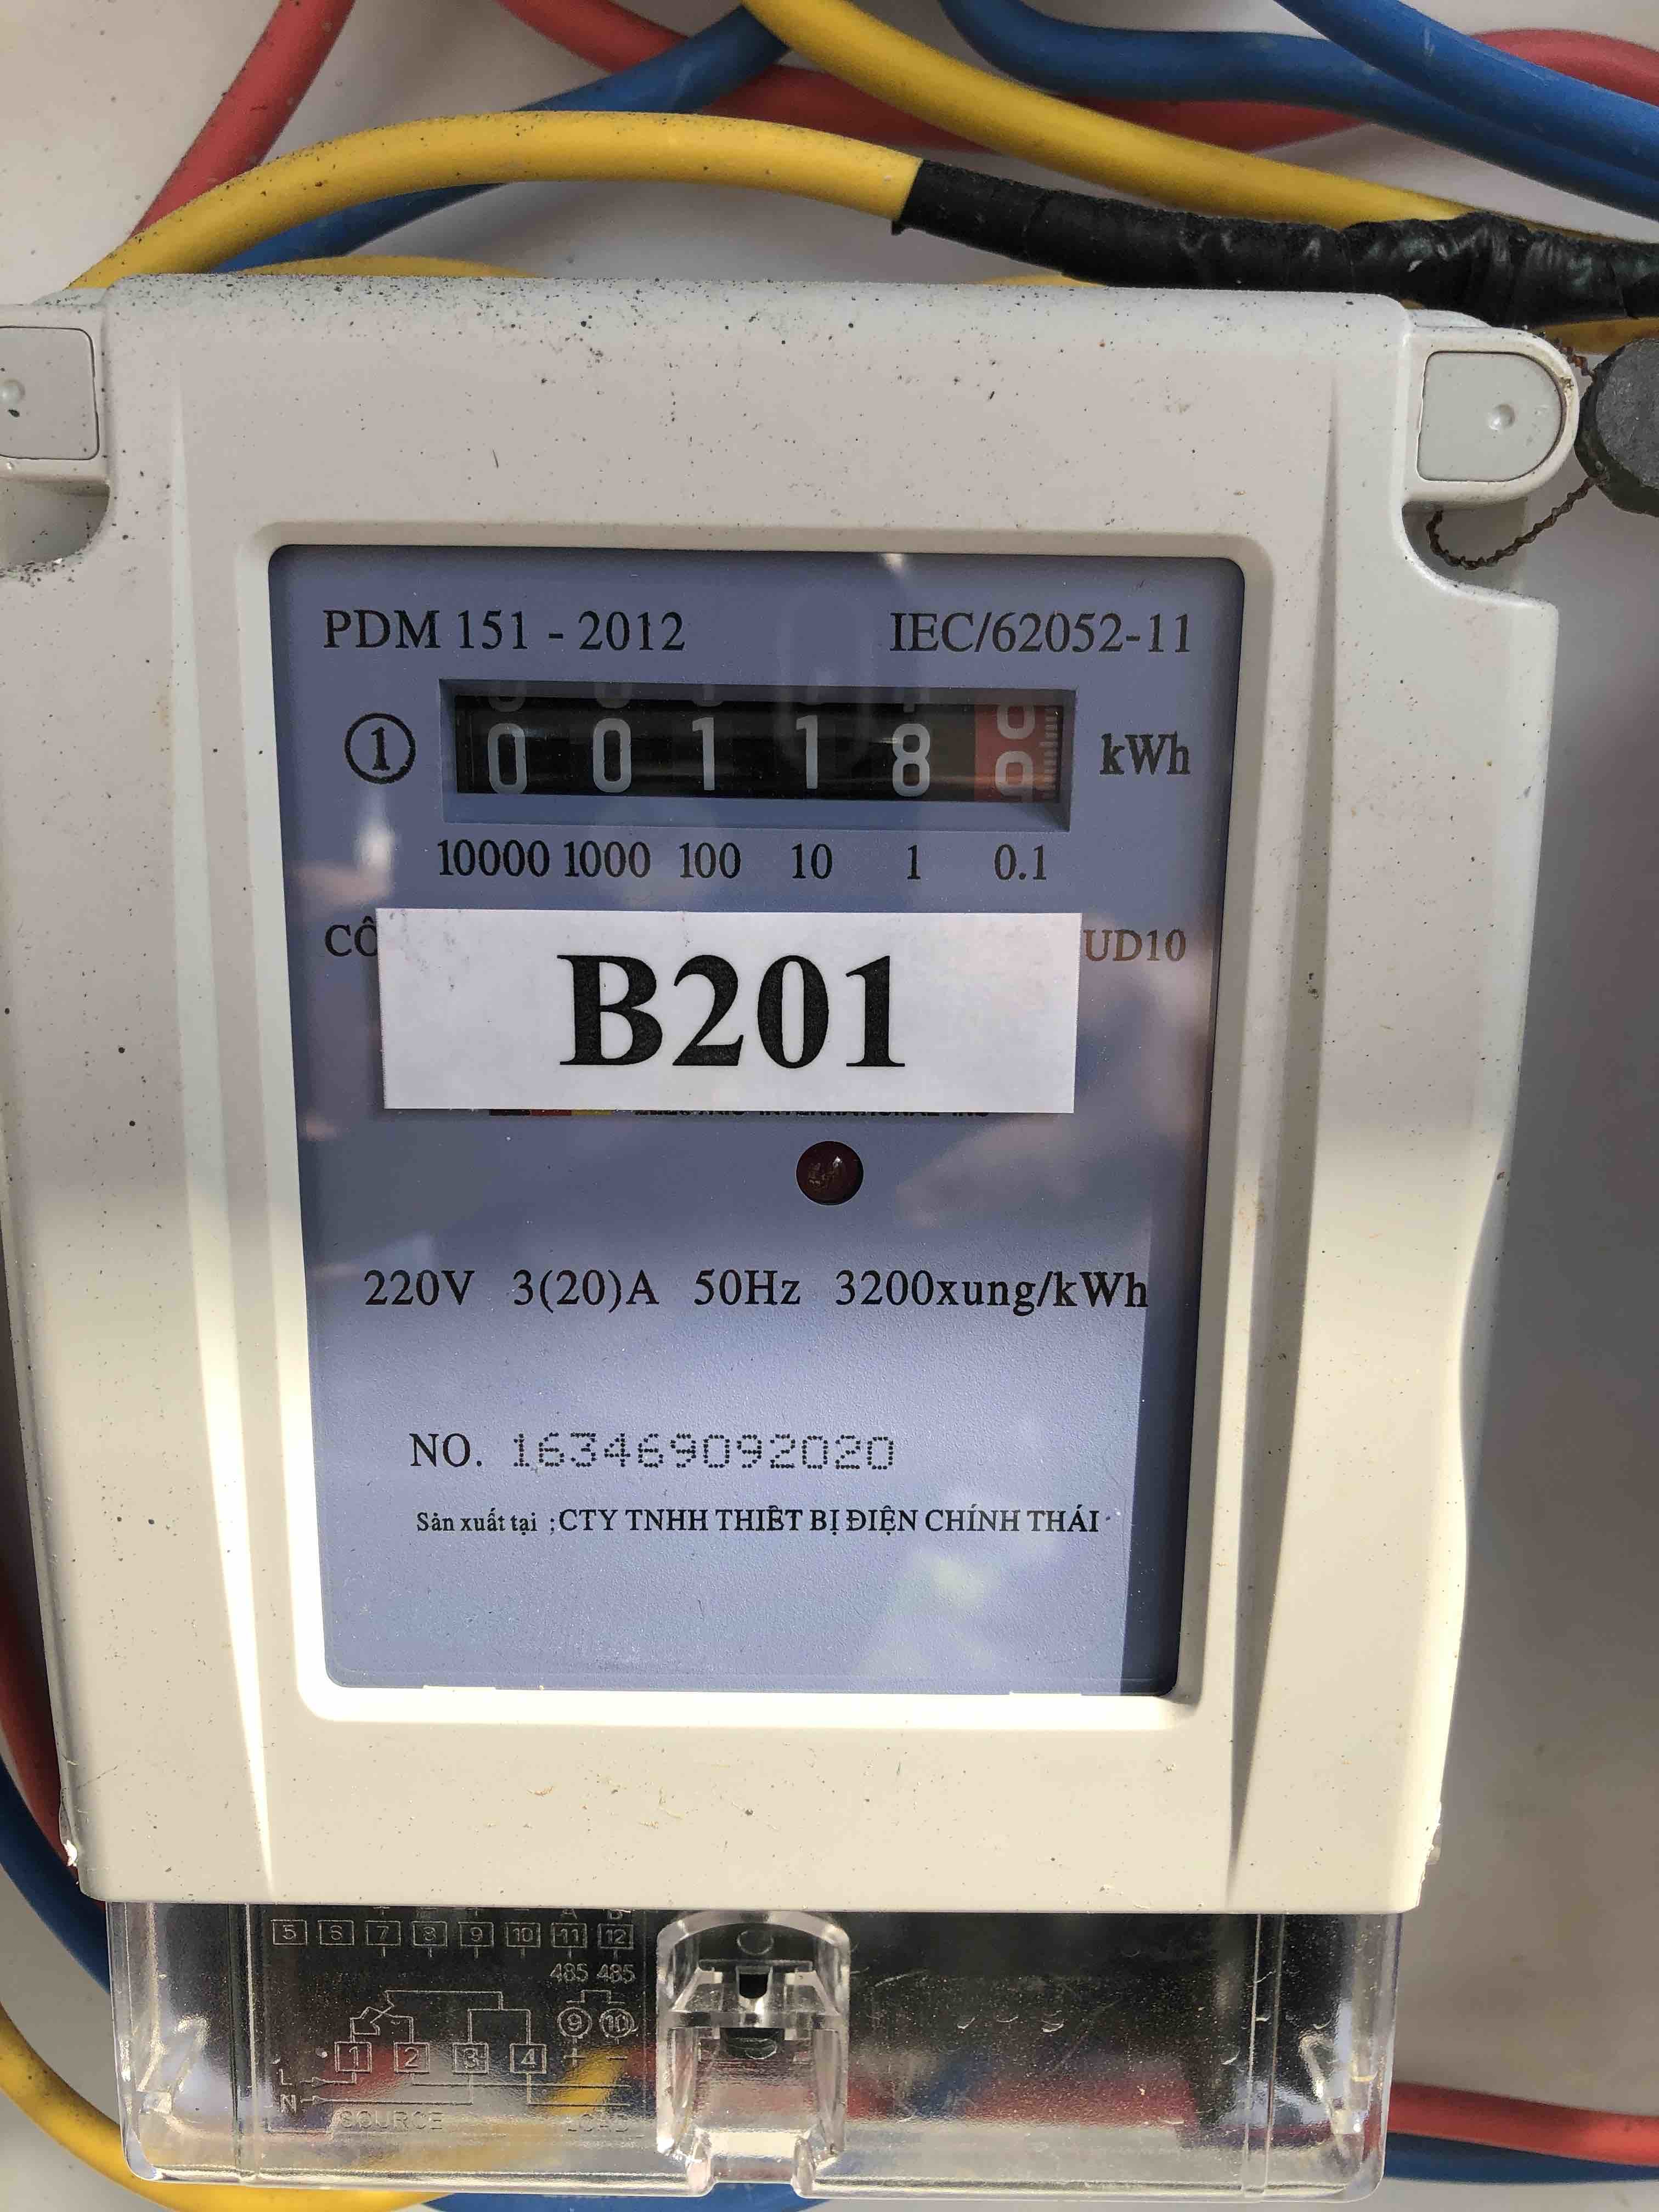 PDM 151 - 2012 IEC/62052-11
① 00118 kWh
10000 1000 100 10 1 0.1
CÔ UD10
B201
220V 3(20)A 50Hz 3200xung/kWh
NO. 163469092020
Sản xuất tại ; CTY TNHH THIẾT BỊ ĐIỆN CHÍNH THÁI
5 6 7 8 9 10 11 12
485 485
9 10
1 2 3 4
L
N
SOURCE LOAD